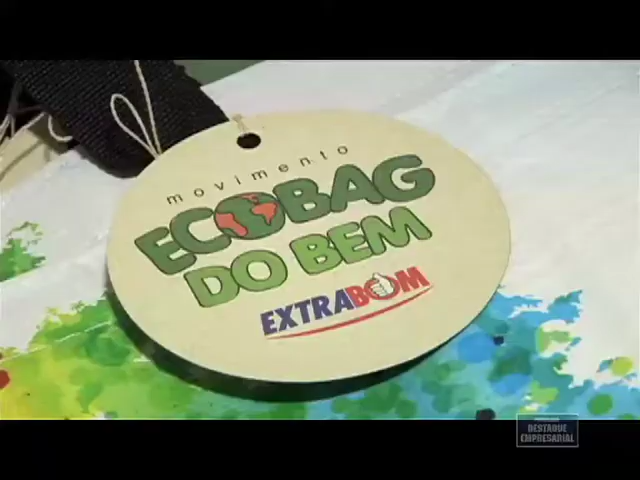 movimento
ECOBAG
DO BEM
EXTRABOM
DESTAQUE
EMPRESARIAL